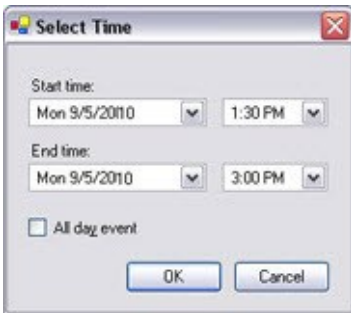 Select Time
Start time:
Mon 9/5/2010 1:30 PM
End time:
Mon 9/5/2010 3:00 PM
All day event
OK Cancel